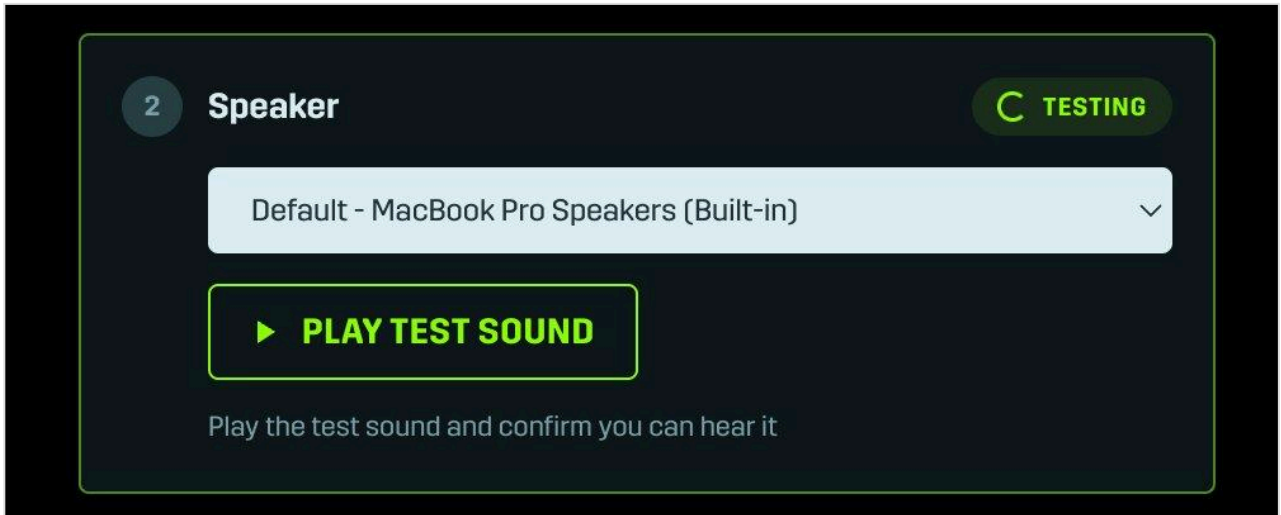 2 Speaker TESTING
Default - MacBook Pro Speakers (Built-in)
PLAY TEST SOUND
Play the test sound and confirm you can hear it